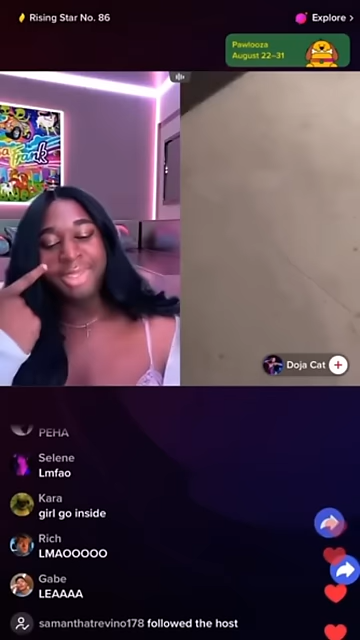 Rising Star No. 86
Explore >
Pawlooza
August 22–31
Frank
Doja Cat
PEHA
Selene
Lmfao
Kara
girl go inside
Rich
LMAOOOOO
Gabe
LEAAAA
samanthatrevino178 followed the host